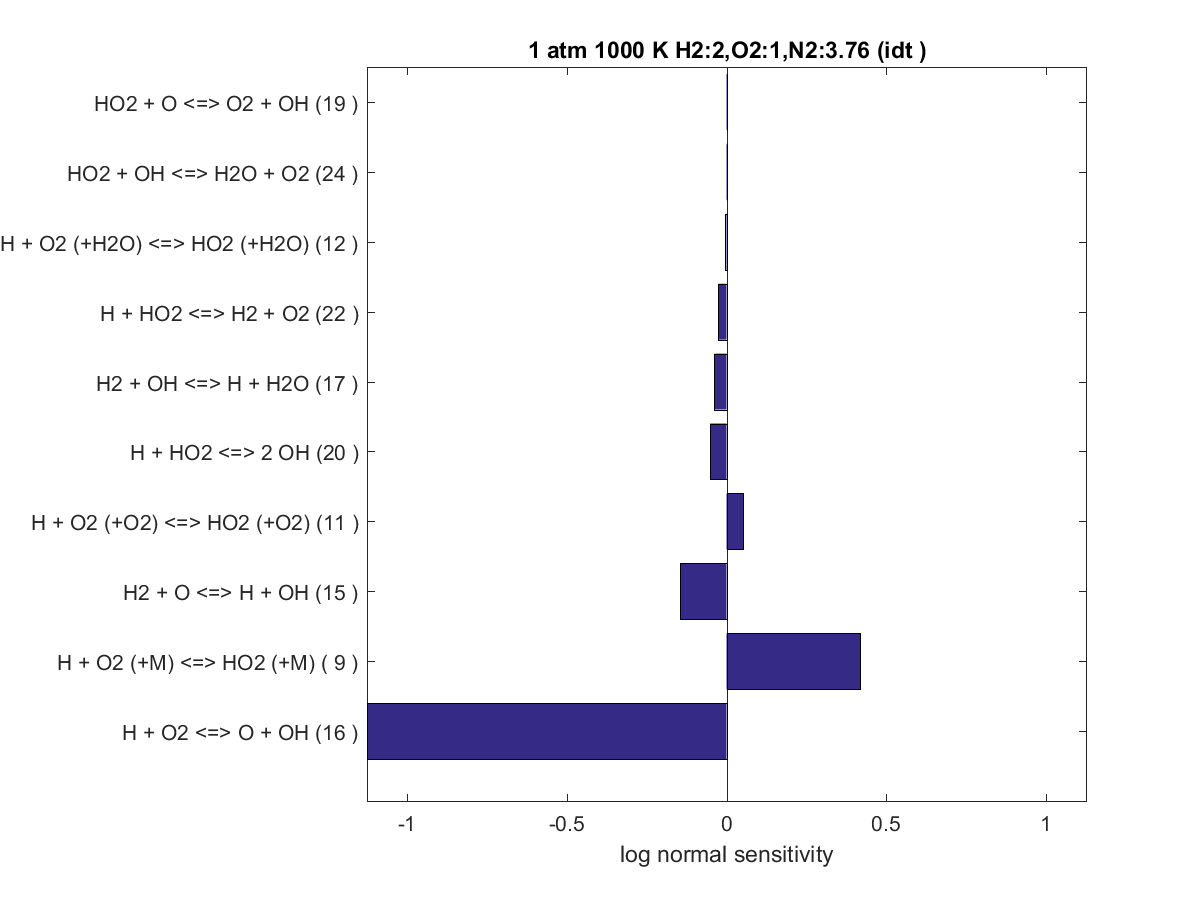 1 atm 1000 K H2:2,O2:1,N2:3.76 (idt )
HO2 + O <=> O2 + OH (19 )
HO2 + OH <=> H2O + O2 (24 )
H + O2 (+H2O) <=> HO2 (+H2O) (12 )
H + HO2 <=> H2 + O2 (22 )
H2 + OH <=> H + H2O (17 )
H + HO2 <=> 2 OH (20 )
H + O2 (+O2) <=> HO2 (+O2) (11 )
H2 + O <=> H + OH (15 )
H + O2 (+M) <=> HO2 (+M) ( 9 )
H + O2 <=> O + OH (16 )
-1 -0.5 0 0.5 1
log normal sensitivity